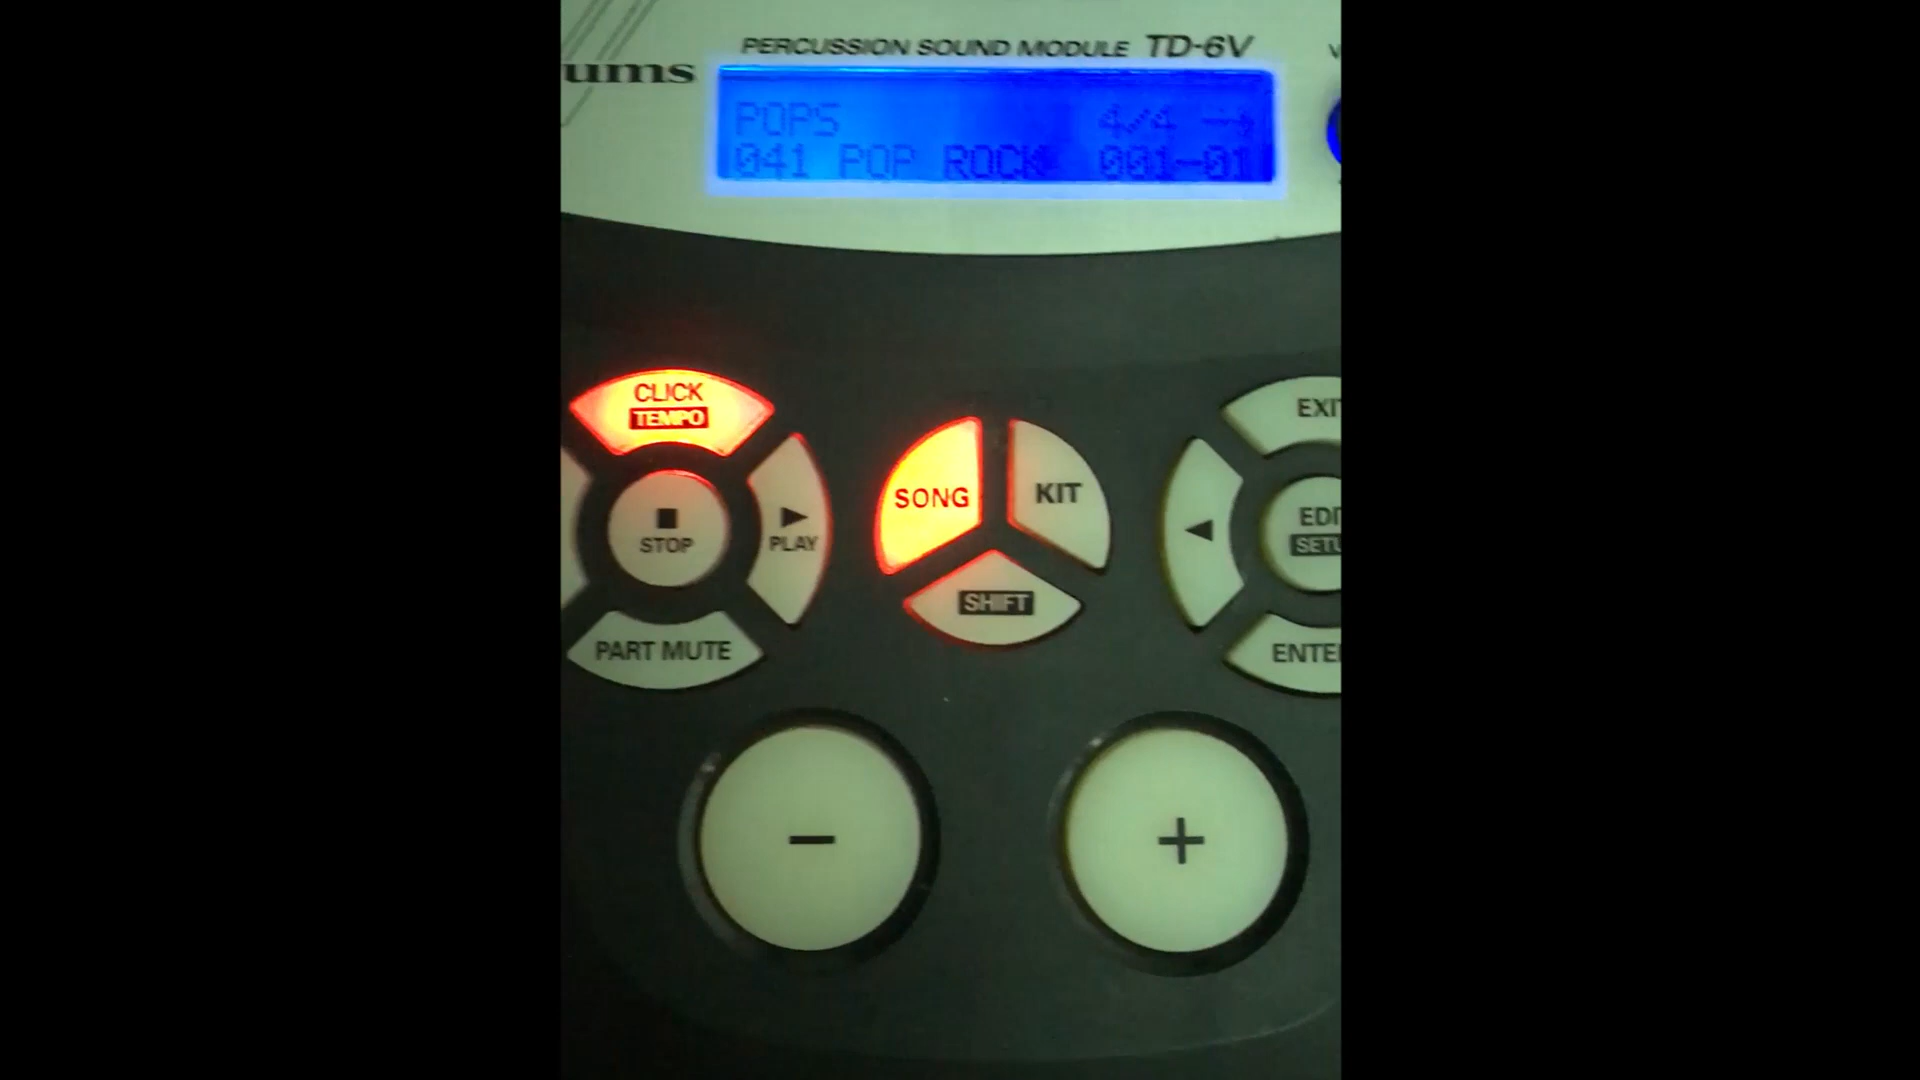 PERCUSSION SOUND MODULE TD-6V
ums
POPS 4/4 →
041 POP ROCK 001-01
CLICK
TEMPO
EXI
SONG
KIT
■
STOP
▶
PLAY
◀
EDI
SETU
SHIFT
PART MUTE
ENTE
−
+